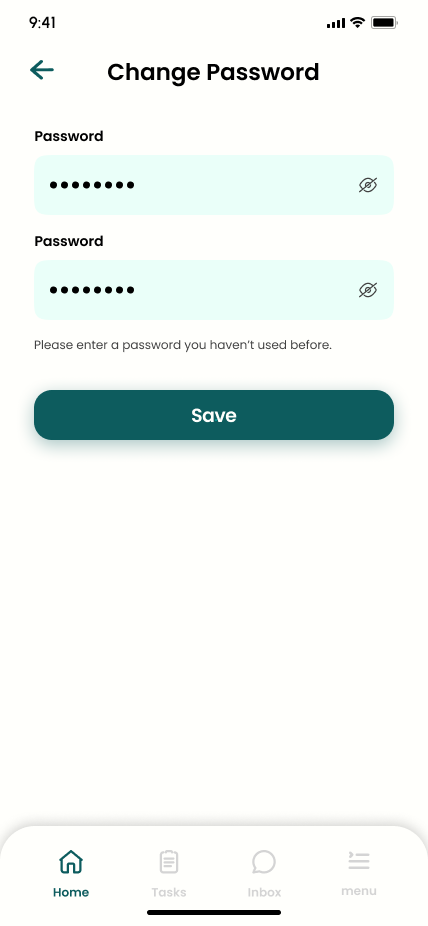 9:41
Change Password
Password
••••••••
Password
••••••••
Please enter a password you haven’t used before.
Save
Home Tasks Inbox menu